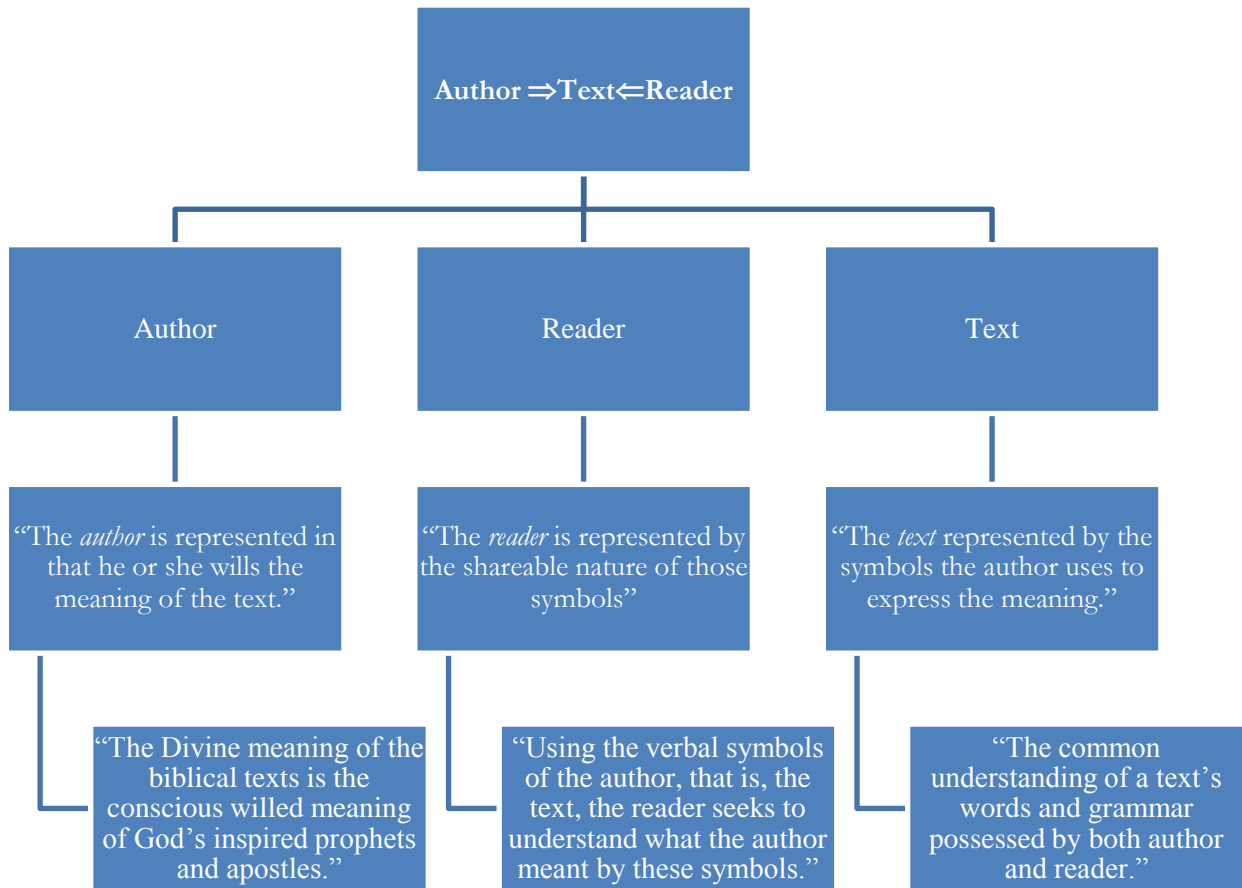 Author ⇒Text⇐Reader
Author
Reader
Text
“The author is represented in
that he or she wills the
meaning of the text.”
“The reader is represented by
the shareable nature of those
symbols”
“The text represented by the
symbols the author uses to
express the meaning.”
“The Divine meaning of the
biblical texts is the
conscious willed meaning
of God’s inspired prophets
and apostles.”
“Using the verbal symbols
of the author, that is, the
text, the reader seeks to
understand what the author
meant by these symbols.”
“The common
understanding of a text’s
words and grammar
possessed by both author
and reader.”